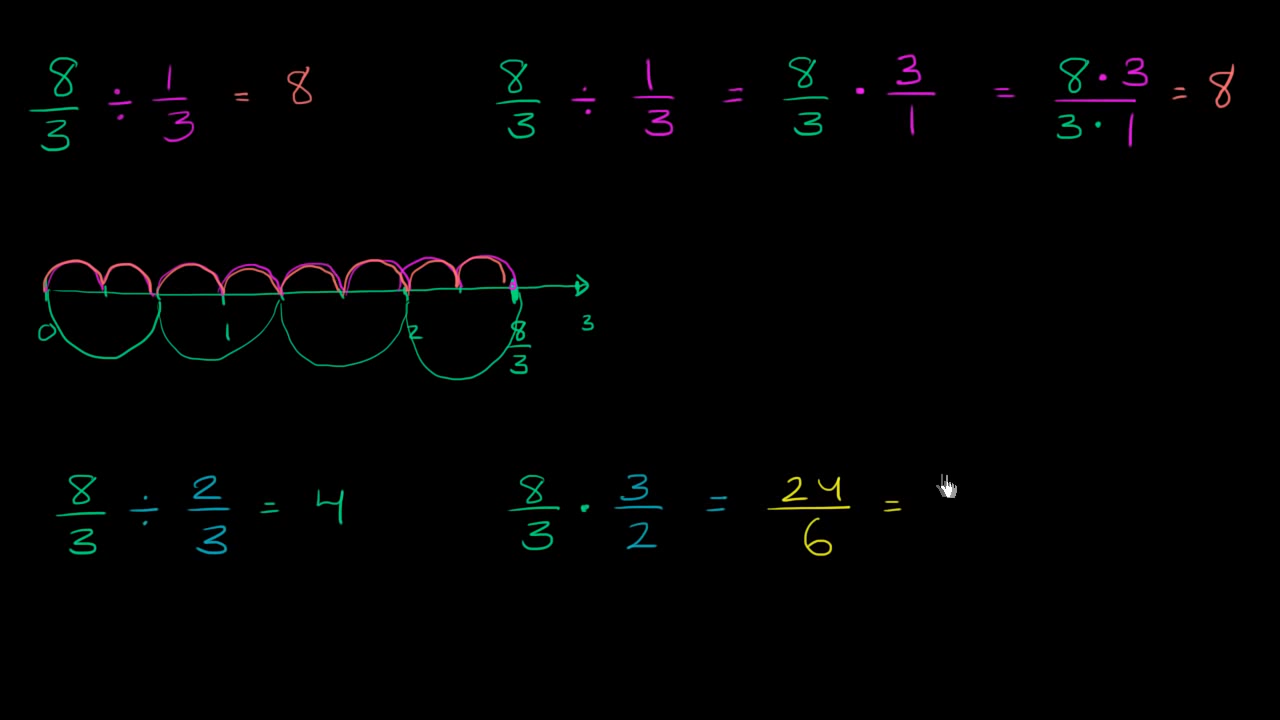 8/3 ÷ 1/3 = 8
8/3 ÷ 1/3 = 8/3 · 3/1 = 8·3/3·1 = 8
0 1 2 8/3 3
8/3 ÷ 2/3 = 4
8/3 · 3/2 = 24/6 =